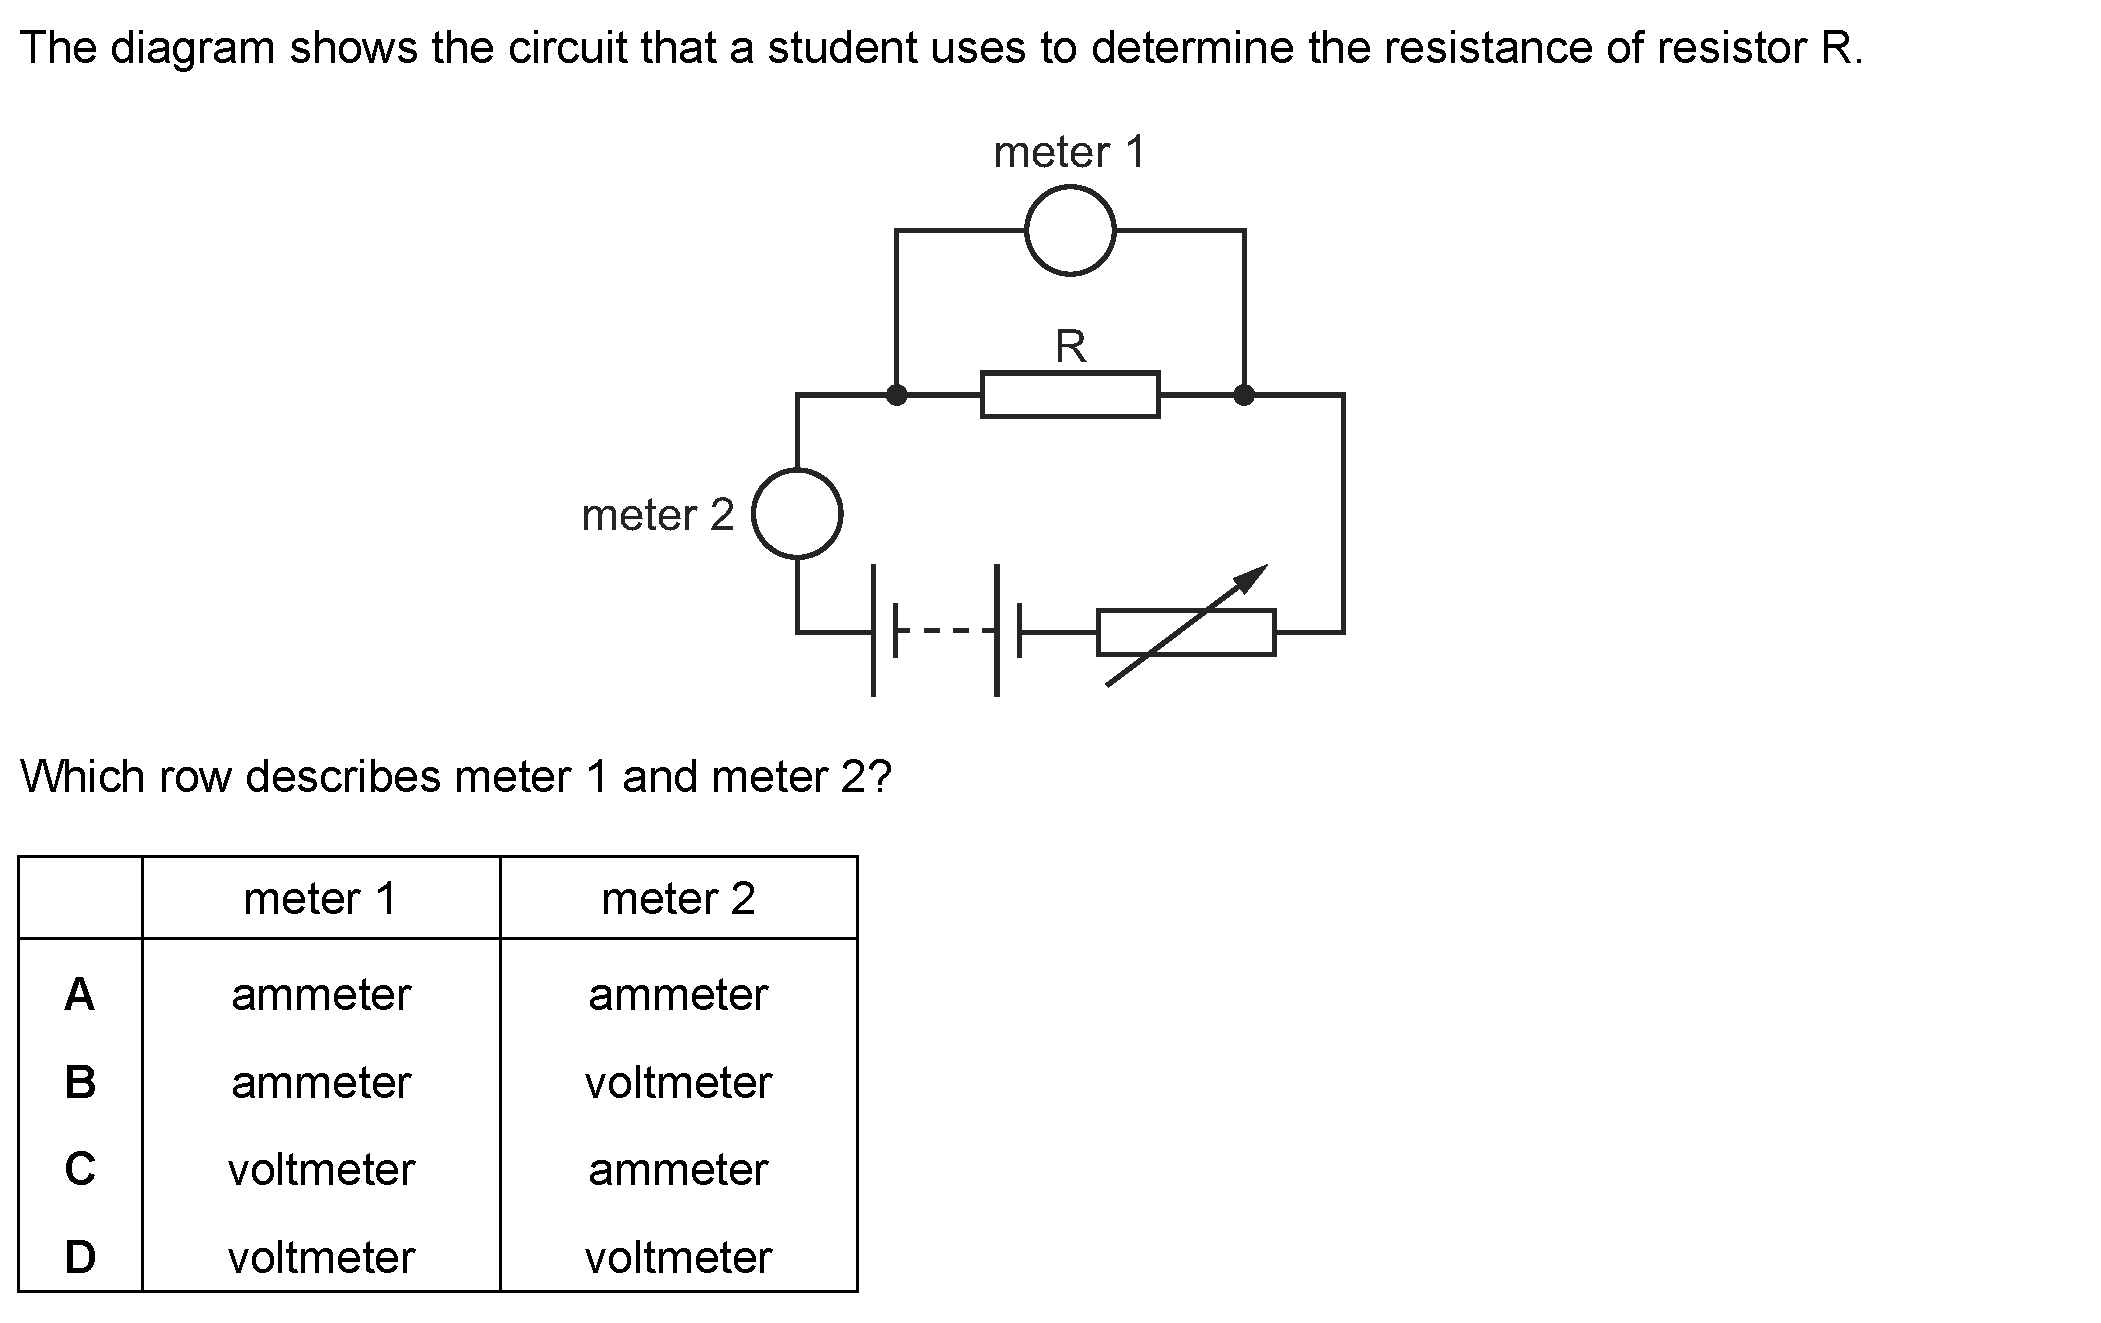 The diagram shows the circuit that a student uses to determine the resistance of resistor R.
meter 1
R
meter 2
Which row describes meter 1 and meter 2?
meter 1 meter 2
A ammeter ammeter
B ammeter voltmeter
C voltmeter ammeter
D voltmeter voltmeter